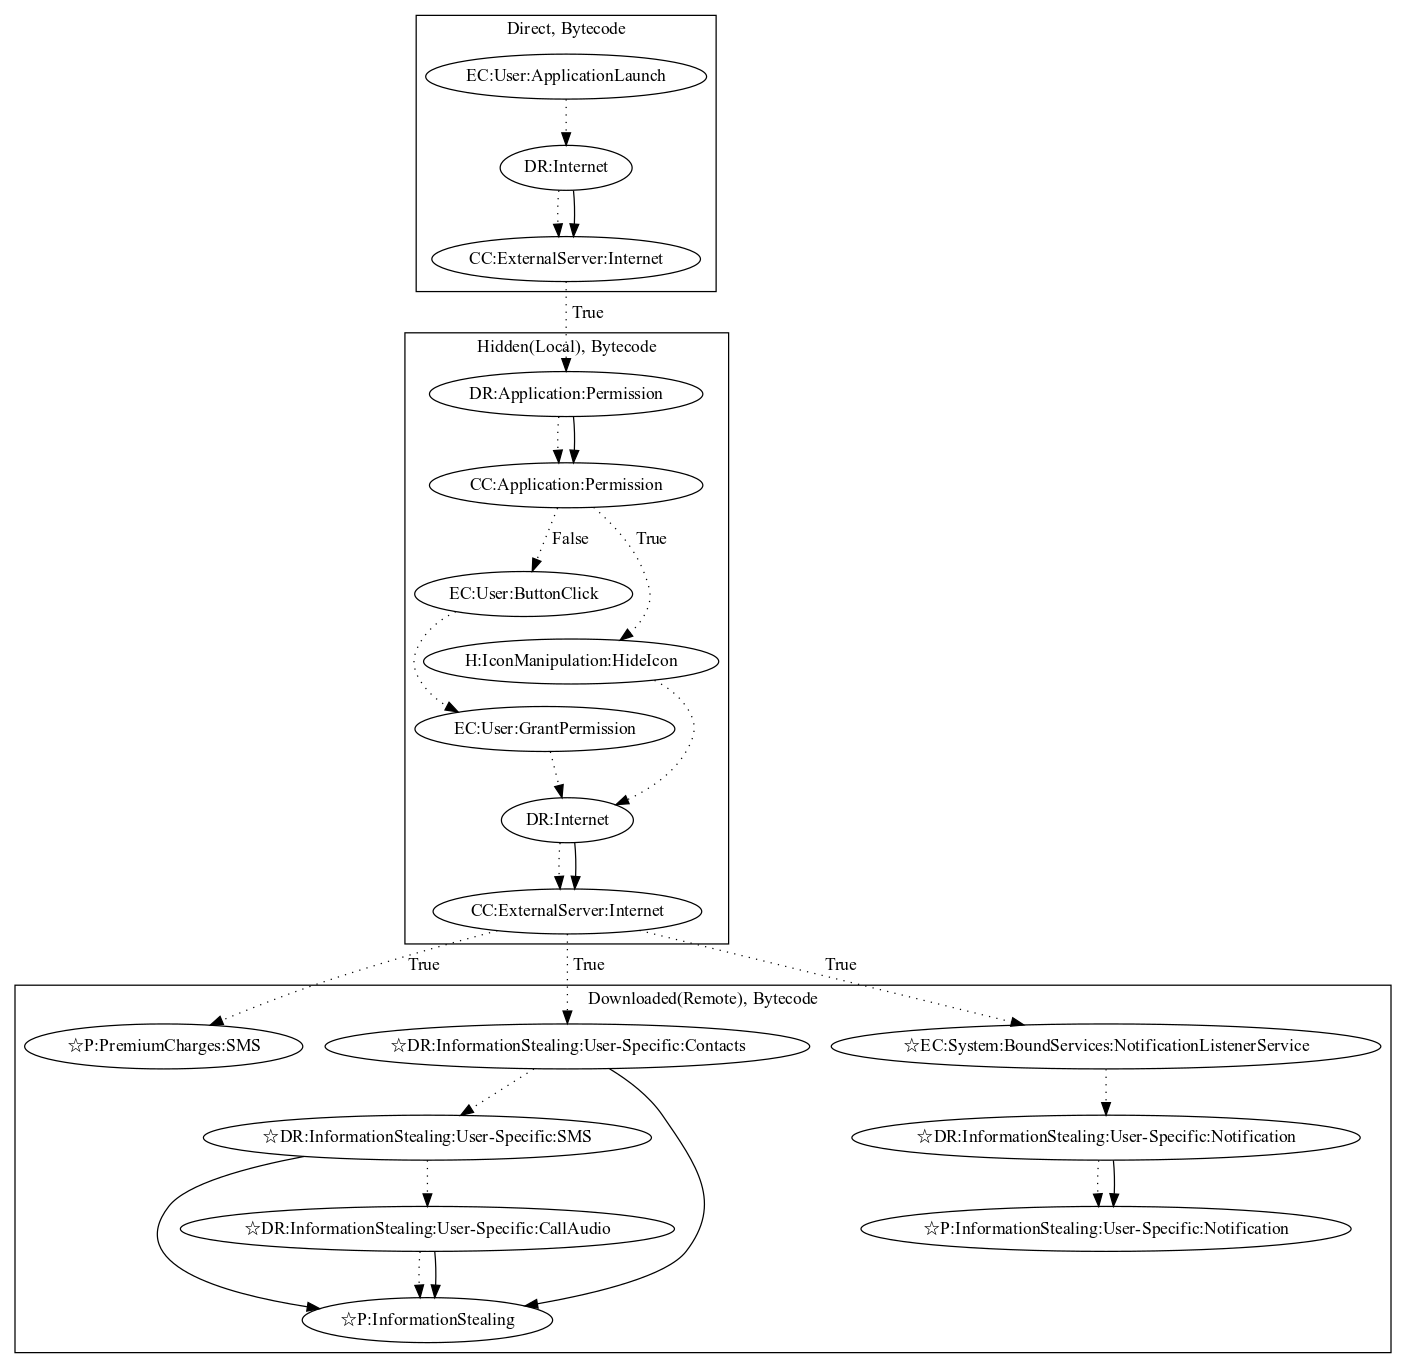 Direct, Bytecode
EC:User:ApplicationLaunch
DR:Internet
CC:ExternalServer:Internet
True
Hidden(Local), Bytecode
DR:Application:Permission
CC:Application:Permission
False
True
EC:User:ButtonClick
H:IconManipulation:HideIcon
EC:User:GrantPermission
DR:Internet
CC:ExternalServer:Internet
True
True
True
Downloaded(Remote), Bytecode
☆P:PremiumCharges:SMS
☆DR:InformationStealing:User-Specific:Contacts
☆EC:System:BoundServices:NotificationListenerService
☆DR:InformationStealing:User-Specific:SMS
☆DR:InformationStealing:User-Specific:Notification
☆DR:InformationStealing:User-Specific:CallAudio
☆P:InformationStealing:User-Specific:Notification
☆P:InformationStealing